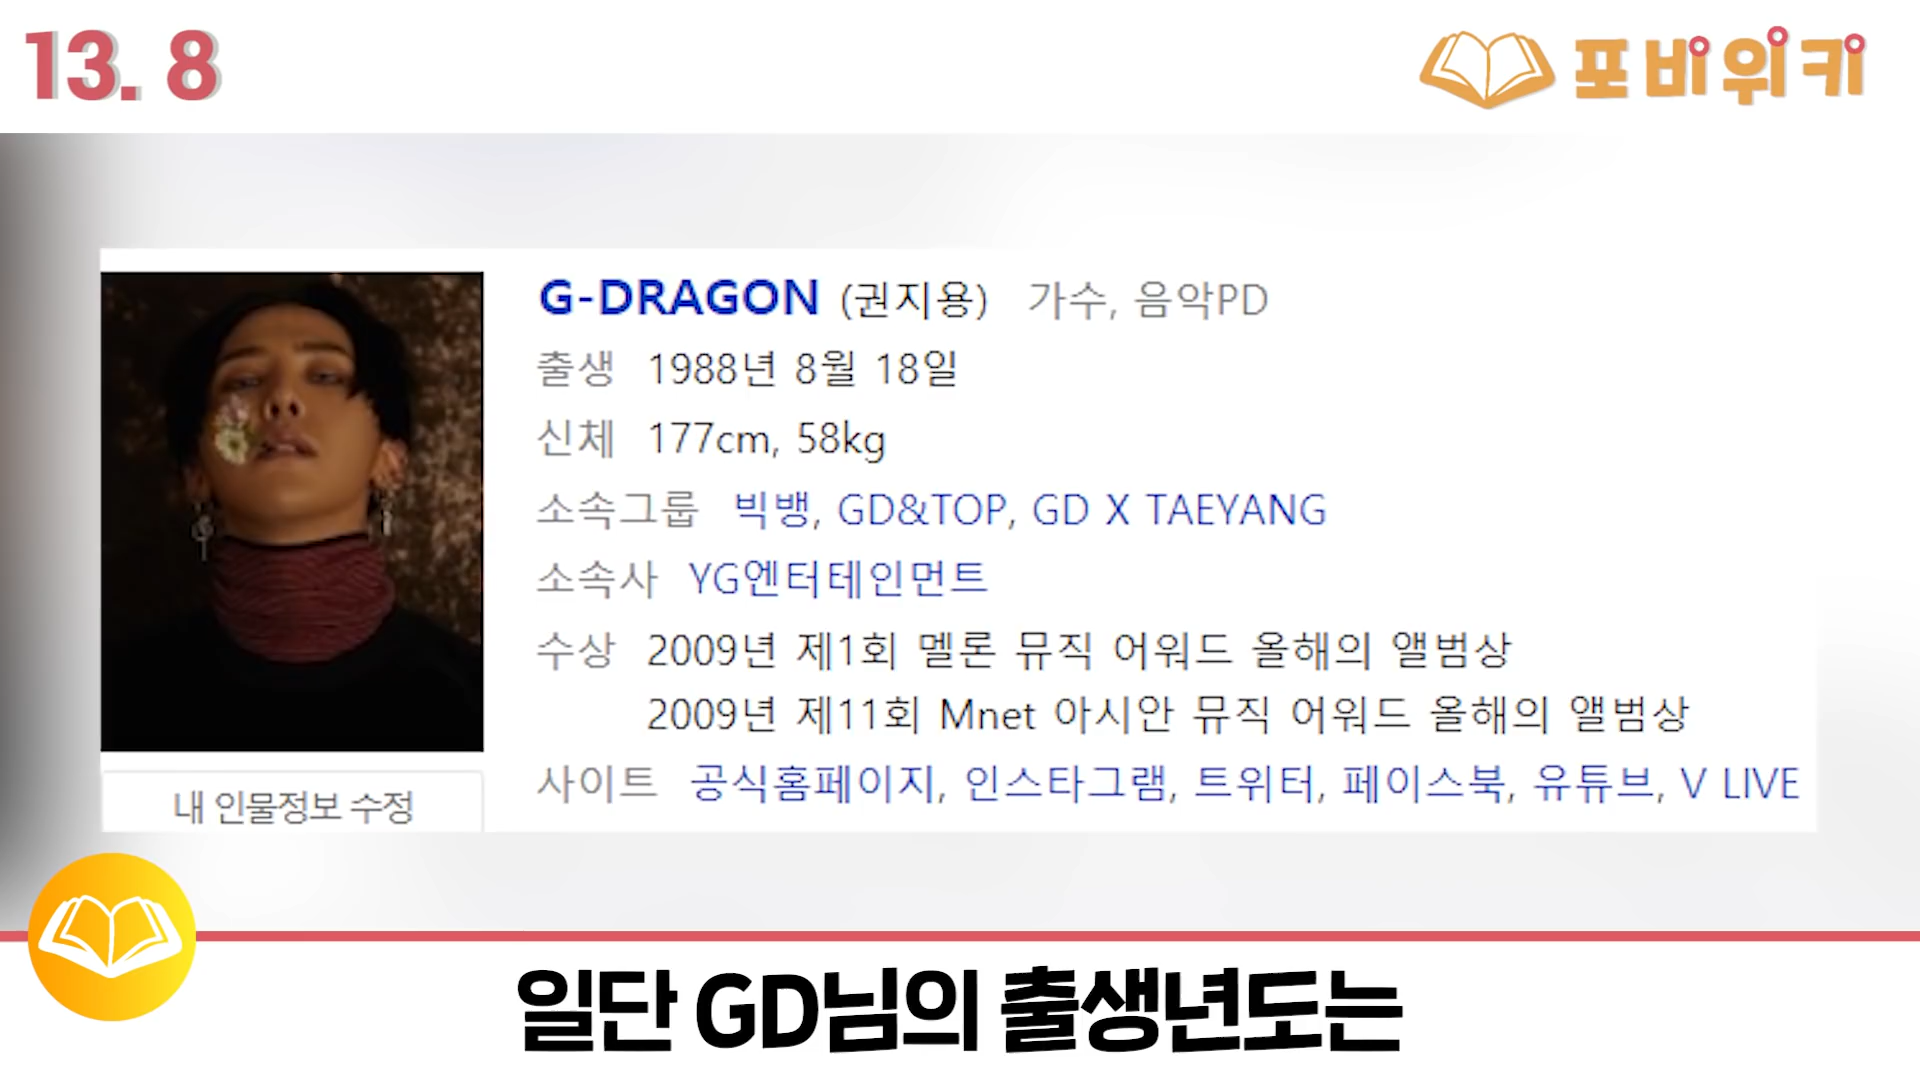 13. 8
포비위키
G-DRAGON (권지용) 가수, 음악PD
출생 1988년 8월 18일
신체 177cm, 58kg
소속그룹 빅뱅, GD&TOP, GD X TAEYANG
소속사 YG엔터테인먼트
수상 2009년 제1회 멜론 뮤직 어워드 올해의 앨범상
2009년 제11회 Mnet 아시안 뮤직 어워드 올해의 앨범상
사이트 공식홈페이지, 인스타그램, 트위터, 페이스북, 유튜브, V LIVE
내 인물정보 수정
일단 GD님의 출생년도는